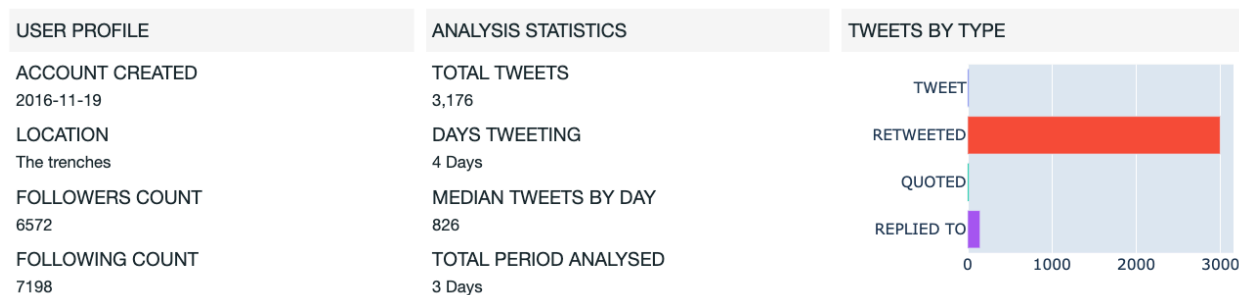 USER PROFILE
ACCOUNT CREATED
2016-11-19
LOCATION
The trenches
FOLLOWERS COUNT
6572
FOLLOWING COUNT
7198
ANALYSIS STATISTICS
TOTAL TWEETS
3,176
DAYS TWEETING
4 Days
MEDIAN TWEETS BY DAY
826
TOTAL PERIOD ANALYSED
3 Days
TWEETS BY TYPE
TWEET
RETWEETED
QUOTED
REPLIED TO
0 1000 2000 3000